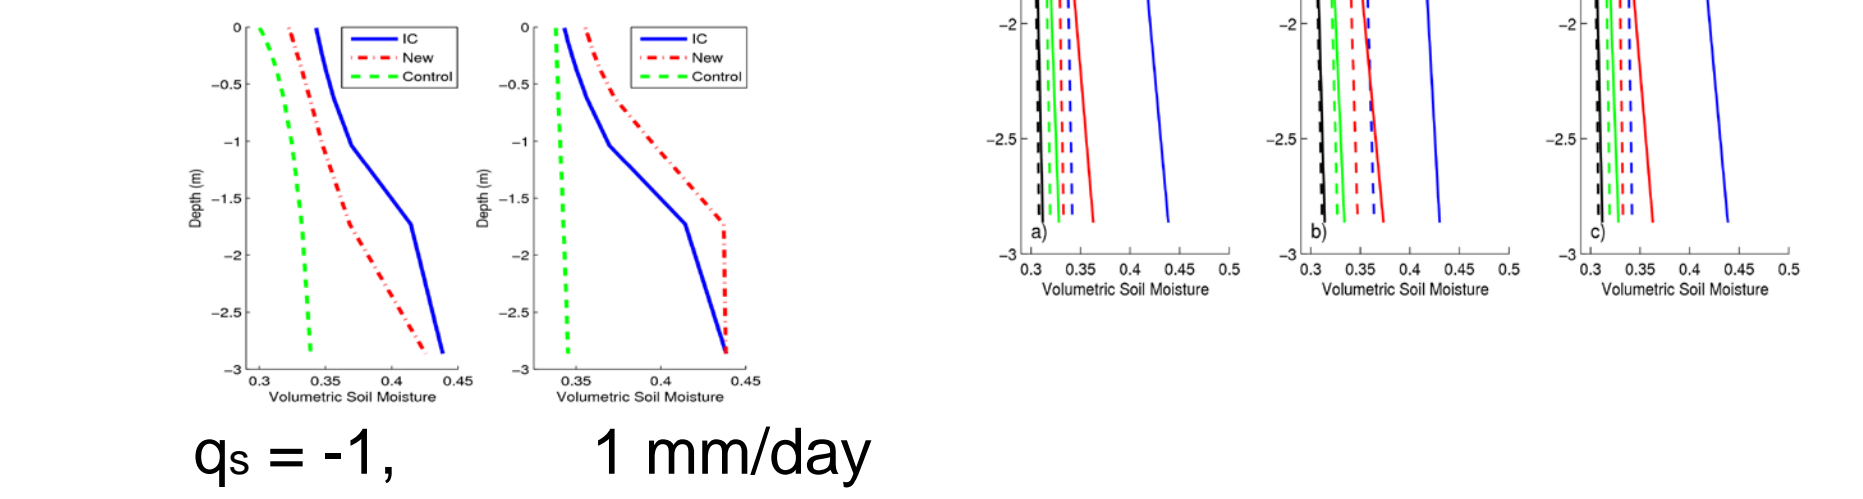 0
−0.5
−1
−1.5
−2
−2.5
−3
Depth (m)
IC
New
Control
0.3 0.35 0.4 0.45
Volumetric Soil Moisture
0
−0.5
−1
−1.5
−2
−2.5
−3
Depth (m)
IC
New
Control
0.35 0.4 0.45
Volumetric Soil Moisture
qs = -1, 1 mm/day
−2
−2.5
−3
a)
0.3 0.35 0.4 0.45 0.5
Volumetric Soil Moisture
−2
−2.5
−3
b)
0.3 0.35 0.4 0.45 0.5
Volumetric Soil Moisture
−2
−2.5
−3
c)
0.3 0.35 0.4 0.45 0.5
Volumetric Soil Moisture